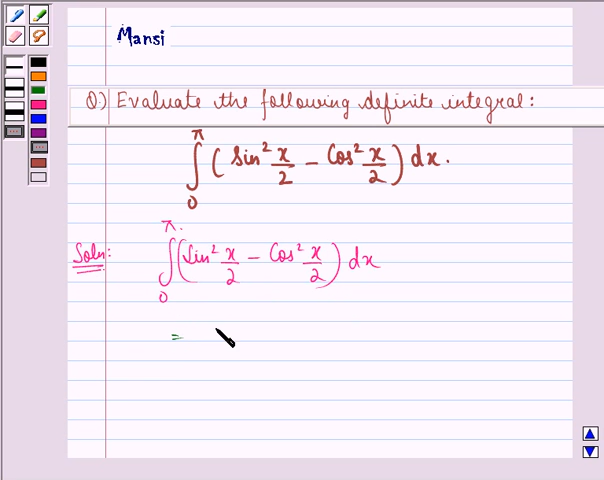 Mansi
Q.) Evaluate the following definite integral:
∫₀^π (sin² x/2 - Cos² x/2) dx.
Soln: ∫₀^π (sin² x/2 - Cos² x/2) dx
=